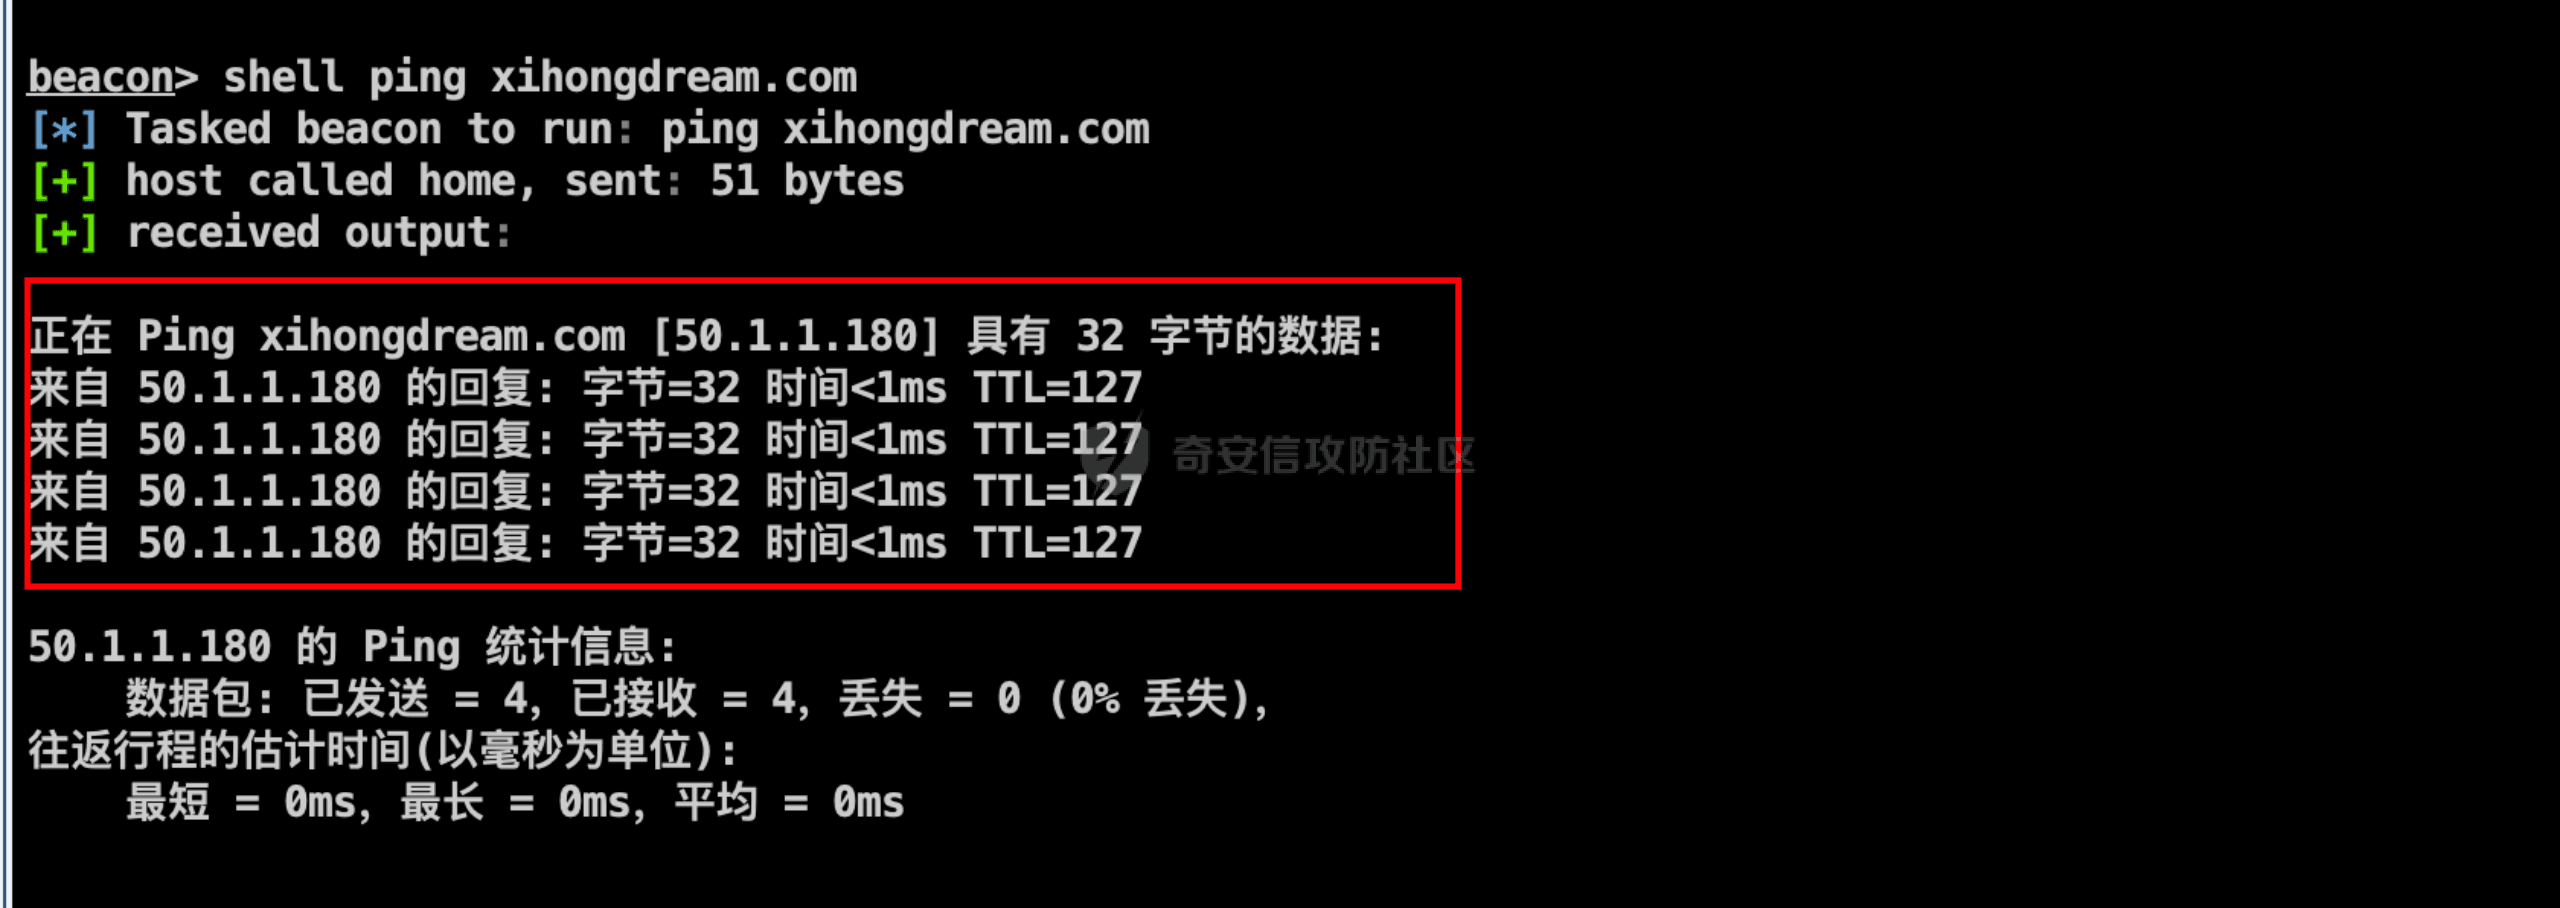 beacon> shell ping xihongdream.com
[*] Tasked beacon to run: ping xihongdream.com
[+] host called home, sent: 51 bytes
[+] received output:
正在 Ping xihongdream.com [50.1.1.180] 具有 32 字节的数据:
来自 50.1.1.180 的回复: 字节=32 时间<1ms TTL=127
来自 50.1.1.180 的回复: 字节=32 时间<1ms TTL=127
奇安信攻防社区
来自 50.1.1.180 的回复: 字节=32 时间<1ms TTL=127
来自 50.1.1.180 的回复: 字节=32 时间<1ms TTL=127
50.1.1.180 的 Ping 统计信息:
数据包: 已发送 = 4, 已接收 = 4, 丢失 = 0 (0% 丢失),
往返行程的估计时间(以毫秒为单位):
最短 = 0ms, 最长 = 0ms, 平均 = 0ms